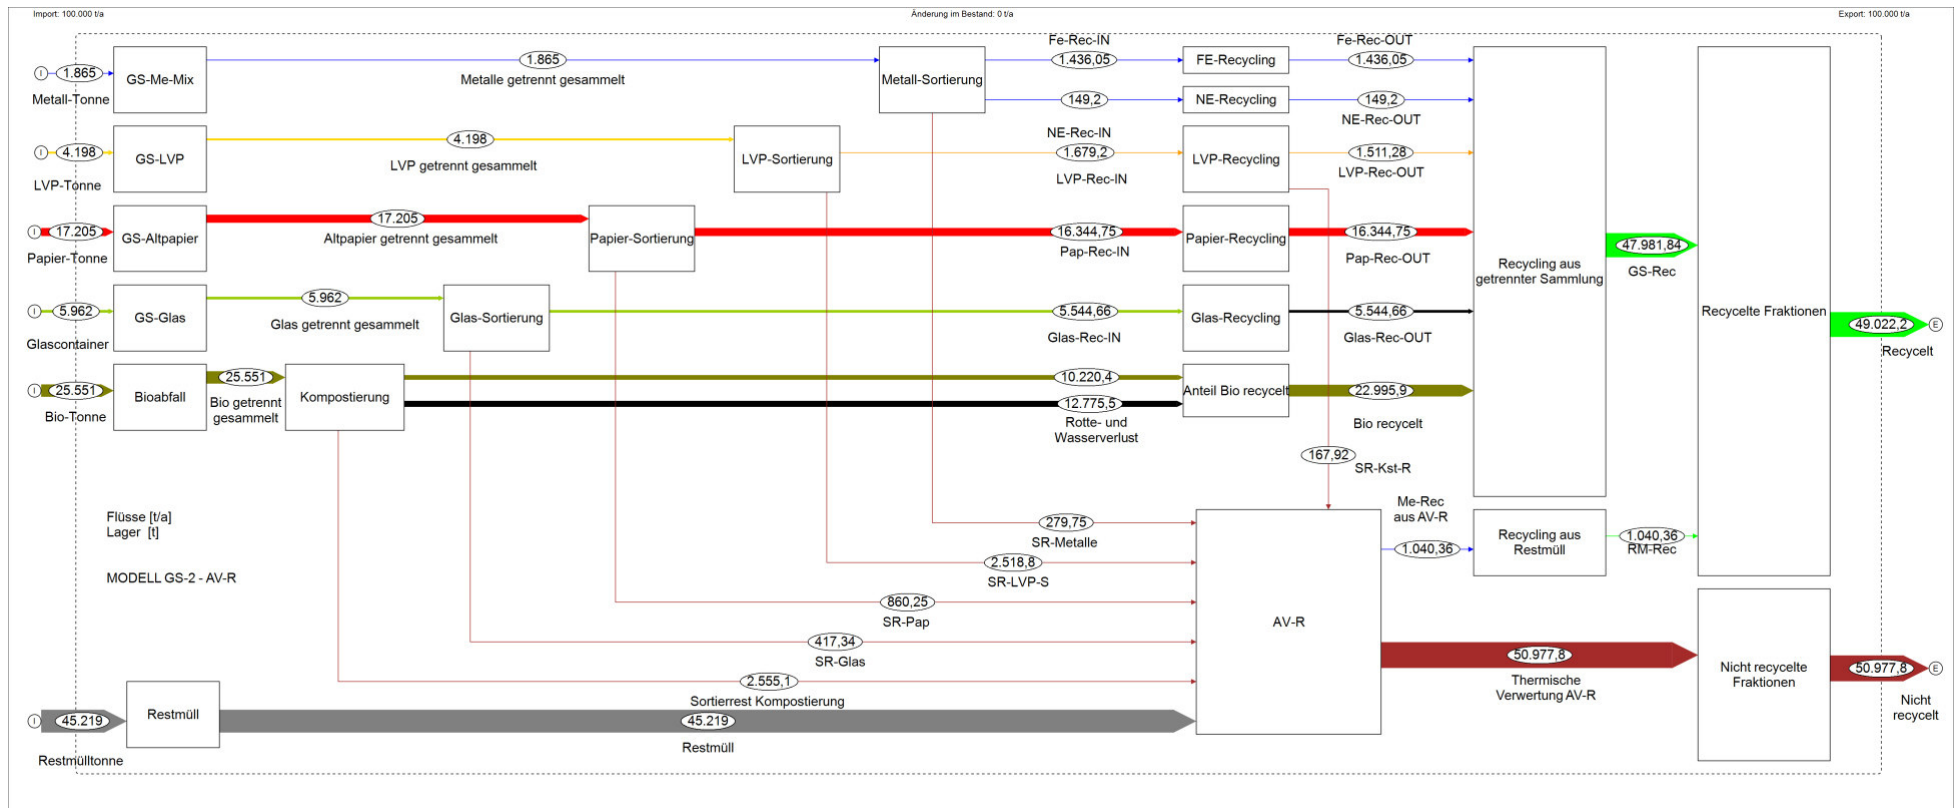 Import: 100.000 t/a
Änderung im Bestand: 0 t/a
Export: 100.000 t/a
I
1.865
Metall-Tonne
GS-Me-Mix
1.865
Metalle getrennt gesammelt
Metall-Sortierung
Fe-Rec-IN
1.436,05
FE-Recycling
Fe-Rec-OUT
1.436,05
149,2
NE-Rec-IN
NE-Recycling
149,2
NE-Rec-OUT
I
4.198
LVP-Tonne
GS-LVP
4.198
LVP getrennt gesammelt
LVP-Sortierung
1.679,2
LVP-Rec-IN
LVP-Recycling
1.511,28
LVP-Rec-OUT
I
17.205
Papier-Tonne
GS-Altpapier
17.205
Altpapier getrennt gesammelt
Papier-Sortierung
16.344,75
Pap-Rec-IN
Papier-Recycling
16.344,75
Pap-Rec-OUT
Recycling aus
getrennter Sammlung
47.981,84
GS-Rec
Recycelte Fraktionen
49.022,2
E
Recycelt
I
5.962
Glascontainer
GS-Glas
5.962
Glas getrennt gesammelt
Glas-Sortierung
5.544,66
Glas-Rec-IN
Glas-Recycling
5.544,66
Glas-Rec-OUT
I
25.551
Bio-Tonne
Bioabfall
25.551
Bio getrennt
gesammelt
Kompostierung
10.220,4
12.775,5
Rotte- und
Wasserverlust
Anteil Bio recycelt
22.995,9
Bio recycelt
167,92
SR-Kst-R
Flüsse [t/a]
Lager [t]
MODELL GS-2 - AV-R
279,75
SR-Metalle
2.518,8
SR-LVP-S
860,25
SR-Pap
417,34
SR-Glas
2.555,1
Sortierrest Kompostierung
AV-R
Me-Rec
aus AV-R
1.040,36
Recycling aus
Restmüll
1.040,36
RM-Rec
50.977,8
Thermische
Verwertung AV-R
Nicht recycelte
Fraktionen
50.977,8
E
Nicht
recycelt
I
45.219
Restmülltonne
Restmüll
45.219
Restmüll